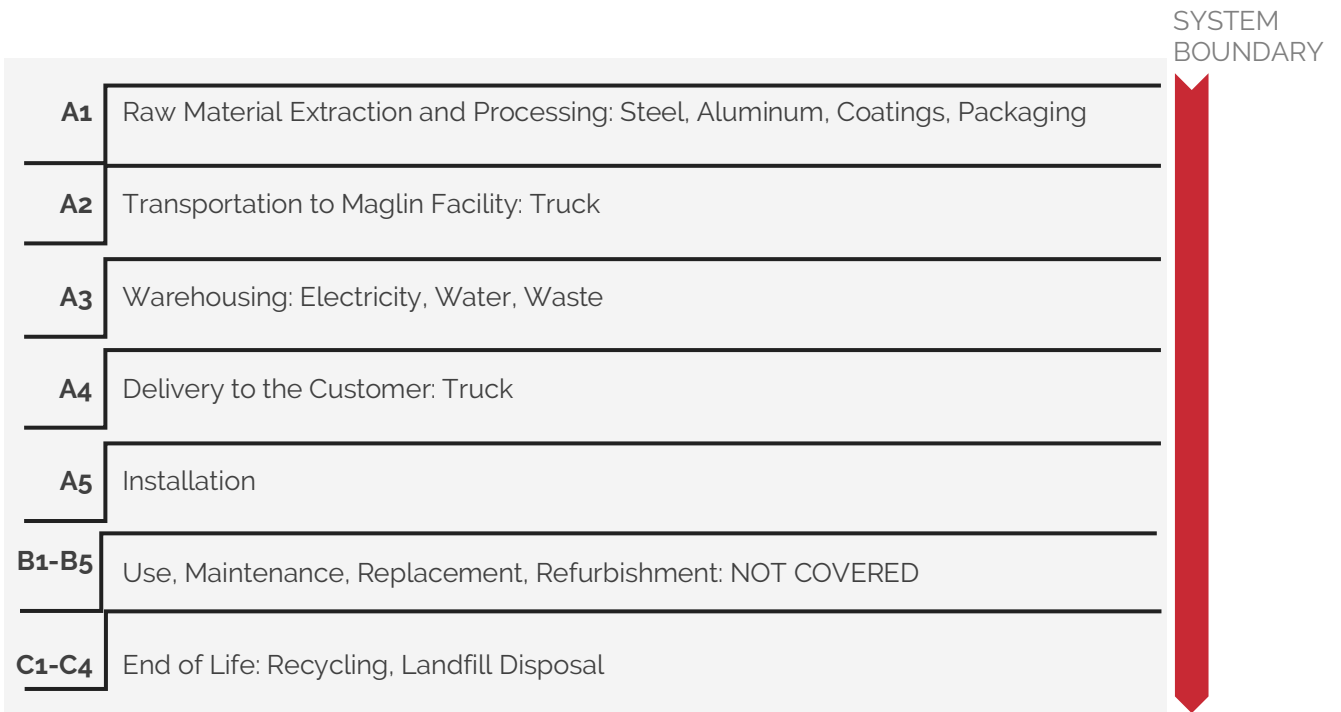 SYSTEM
BOUNDARY
A1 Raw Material Extraction and Processing: Steel, Aluminum, Coatings, Packaging
A2 Transportation to Maglin Facility: Truck
A3 Warehousing: Electricity, Water, Waste
A4 Delivery to the Customer: Truck
A5 Installation
B1-B5 Use, Maintenance, Replacement, Refurbishment: NOT COVERED
C1-C4 End of Life: Recycling, Landfill Disposal